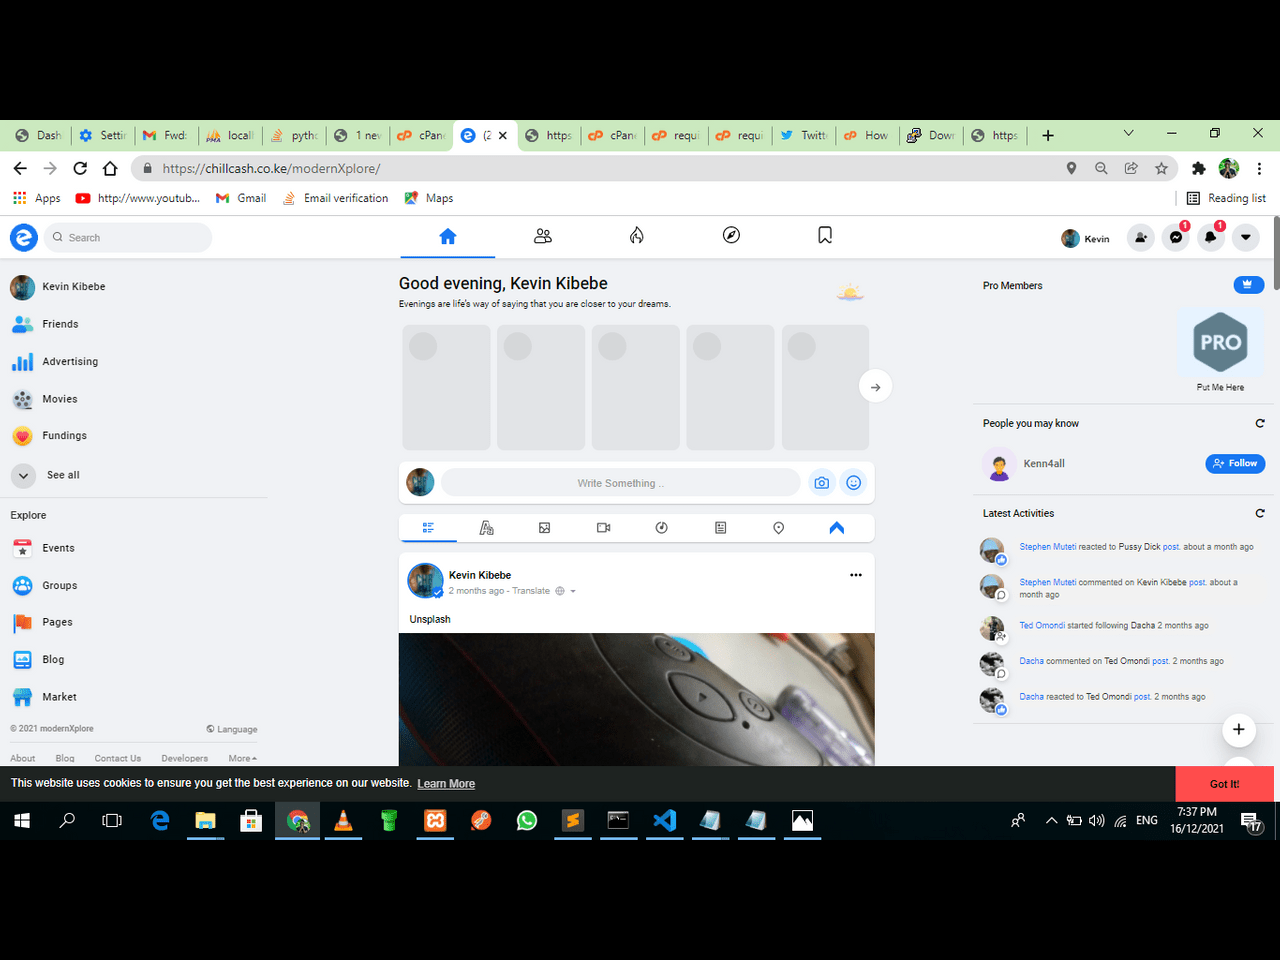 Dash Settin Fwd: locall pytho 1 new cPane (2 https cPane requi requi Twitte How Down https
https://chillcash.co.ke/modernXplore/
Apps http://www.youtub... Gmail Email verification Maps Reading list
Search Kevin 1 1
Kevin Kibebe
Friends
Advertising
Movies
Fundings
See all
Explore
Events
Groups
Pages
Blog
Market
© 2021 modernXplore Language
About Blog Contact Us Developers More
Good evening, Kevin Kibebe
Evenings are life's way of saying that you are closer to your dreams.
Write Something ..
Kevin Kibebe
2 months ago - Translate
Unsplash
Pro Members
PRO
Put Me Here
People you may know
Kenn4all Follow
Latest Activities
Stephen Muteti reacted to Pussy Dick post. about a month ago
Stephen Muteti commented on Kevin Kibebe post. about a
month ago
Ted Omondi started following Dacha 2 months ago
Dacha commented on Ted Omondi post. 2 months ago
Dacha reacted to Ted Omondi post. 2 months ago
This website uses cookies to ensure you get the best experience on our website. Learn More Got It!
ENG 7:37 PM
16/12/2021 17